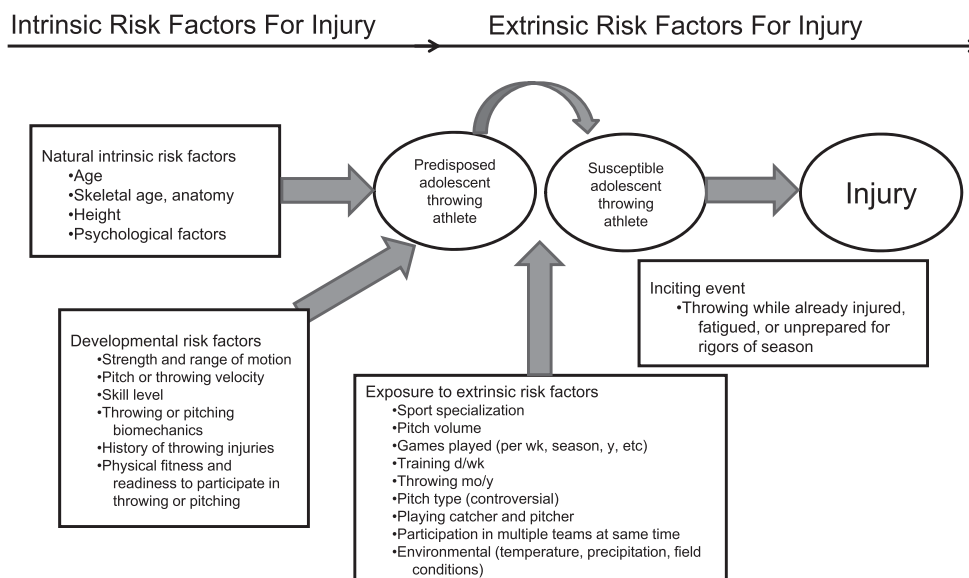 Intrinsic Risk Factors For Injury
Extrinsic Risk Factors For Injury
Natural intrinsic risk factors
•Age
•Skeletal age, anatomy
•Height
•Psychological factors
Predisposed
adolescent
throwing
athlete
Susceptible
adolescent
throwing
athlete
Injury
Inciting event
•Throwing while already injured,
fatigued, or unprepared for
rigors of season
Developmental risk factors
•Strength and range of motion
•Pitch or throwing velocity
•Skill level
•Throwing or pitching
biomechanics
•History of throwing injuries
•Physical fitness and
readiness to participate in
throwing or pitching
Exposure to extrinsic risk factors
•Sport specialization
•Pitch volume
•Games played (per wk, season, y, etc)
•Training d/wk
•Throwing mo/y
•Pitch type (controversial)
•Playing catcher and pitcher
•Participation in multiple teams at same time
•Environmental (temperature, precipitation, field
conditions)